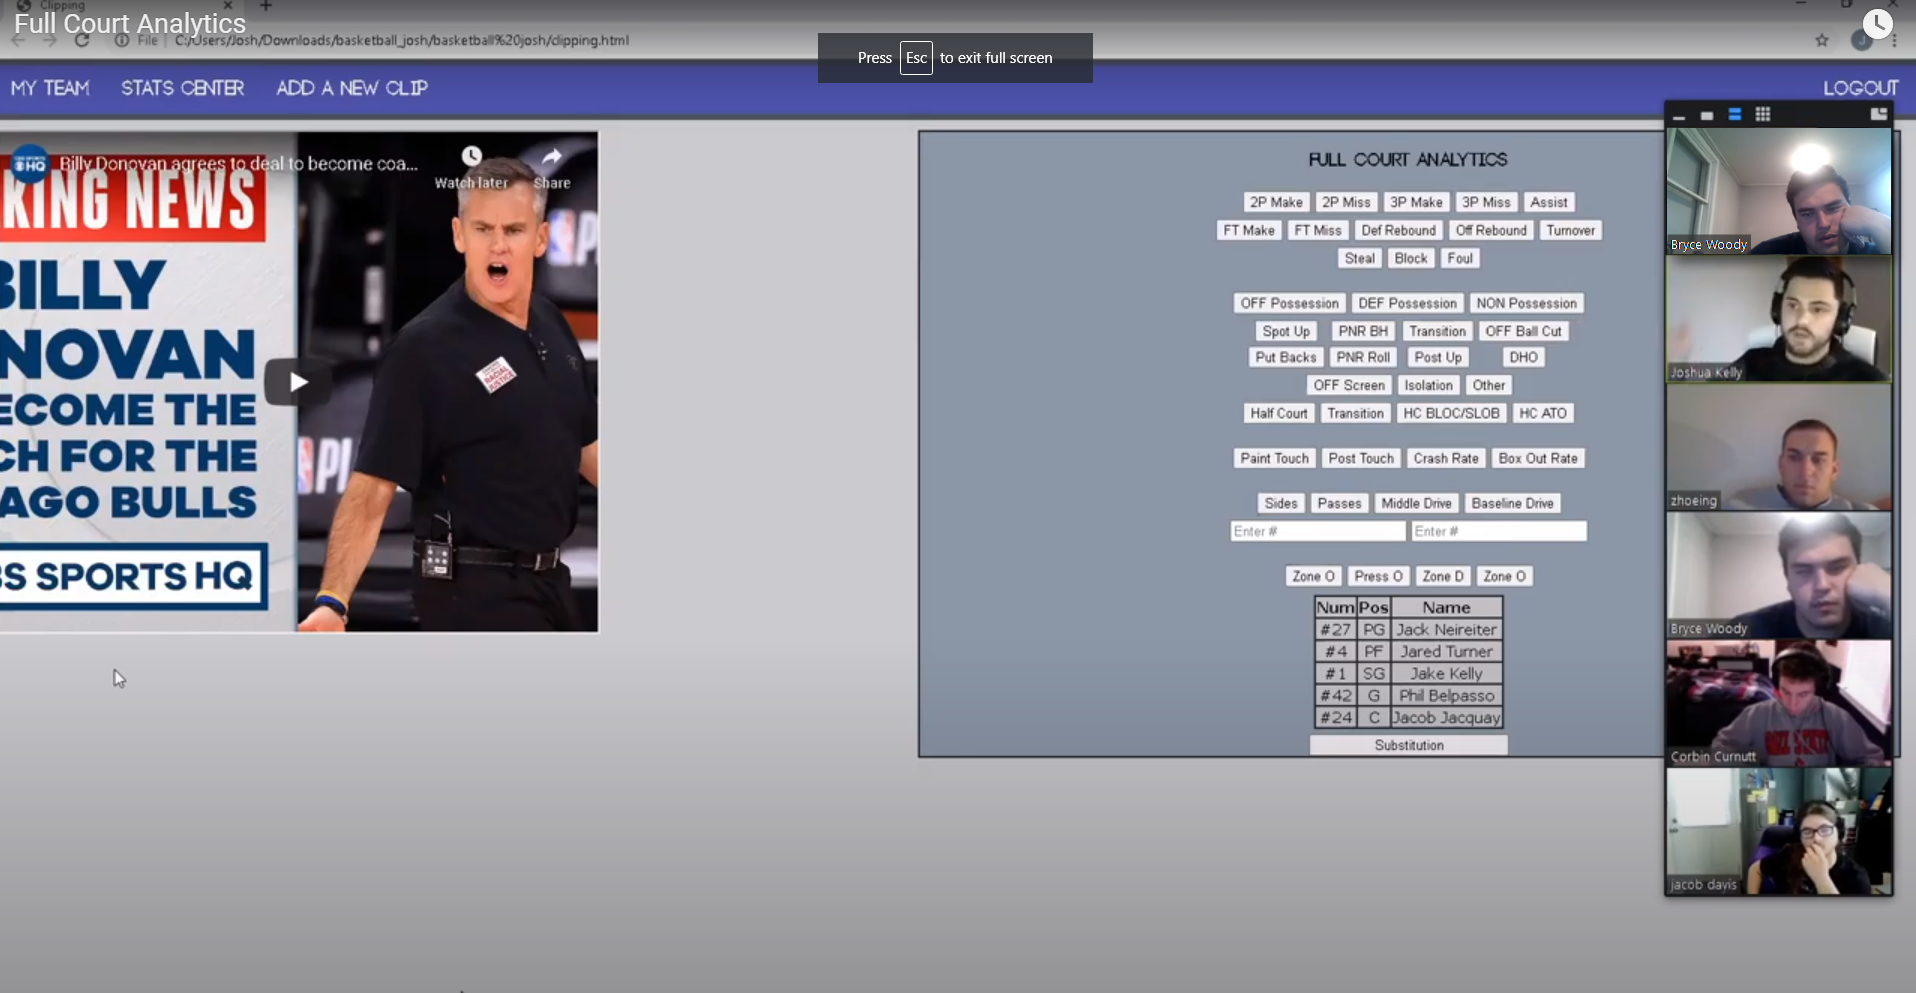 Clipping
Full Court Analytics
File | C:/Users/Josh/Downloads/basketball_josh/basketball%20josh/clipping.html
Press Esc to exit full screen
MY TEAM STATS CENTER ADD A NEW CLIP LOGOUT
CBS SPORTS HQ
Billy Donovan agrees to deal to become coa...
Watch later Share
KING NEWS
BILLY
NOVAN
ECOME THE
CH FOR THE
AGO BULLS
BS SPORTS HQ
RACIAL
JUSTICE
FULL COURT ANALYTICS
2P Make 2P Miss 3P Make 3P Miss Assist
FT Make FT Miss Def Rebound Off Rebound Turnover
Steal Block Foul
OFF Possession DEF Possession NON Possession
Spot Up PNR BH Transition OFF Ball Cut
Put Backs PNR Roll Post Up DHO
OFF Screen Isolation Other
Half Court Transition HC BLOC/SLOB HC ATO
Paint Touch Post Touch Crash Rate Box Out Rate
Sides Passes Middle Drive Baseline Drive
Enter # Enter #
Zone O Press O Zone D Zone O
Num Pos Name
#27 PG Jack Neireiter
#4 PF Jared Turner
#1 SG Jake Kelly
#42 G Phil Belpasso
#24 C Jacob Jacquay
Substitution
Bryce Woody
Joshua Kelly
zhoeing
Bryce Woody
Corbin Curnutt
jacob davis